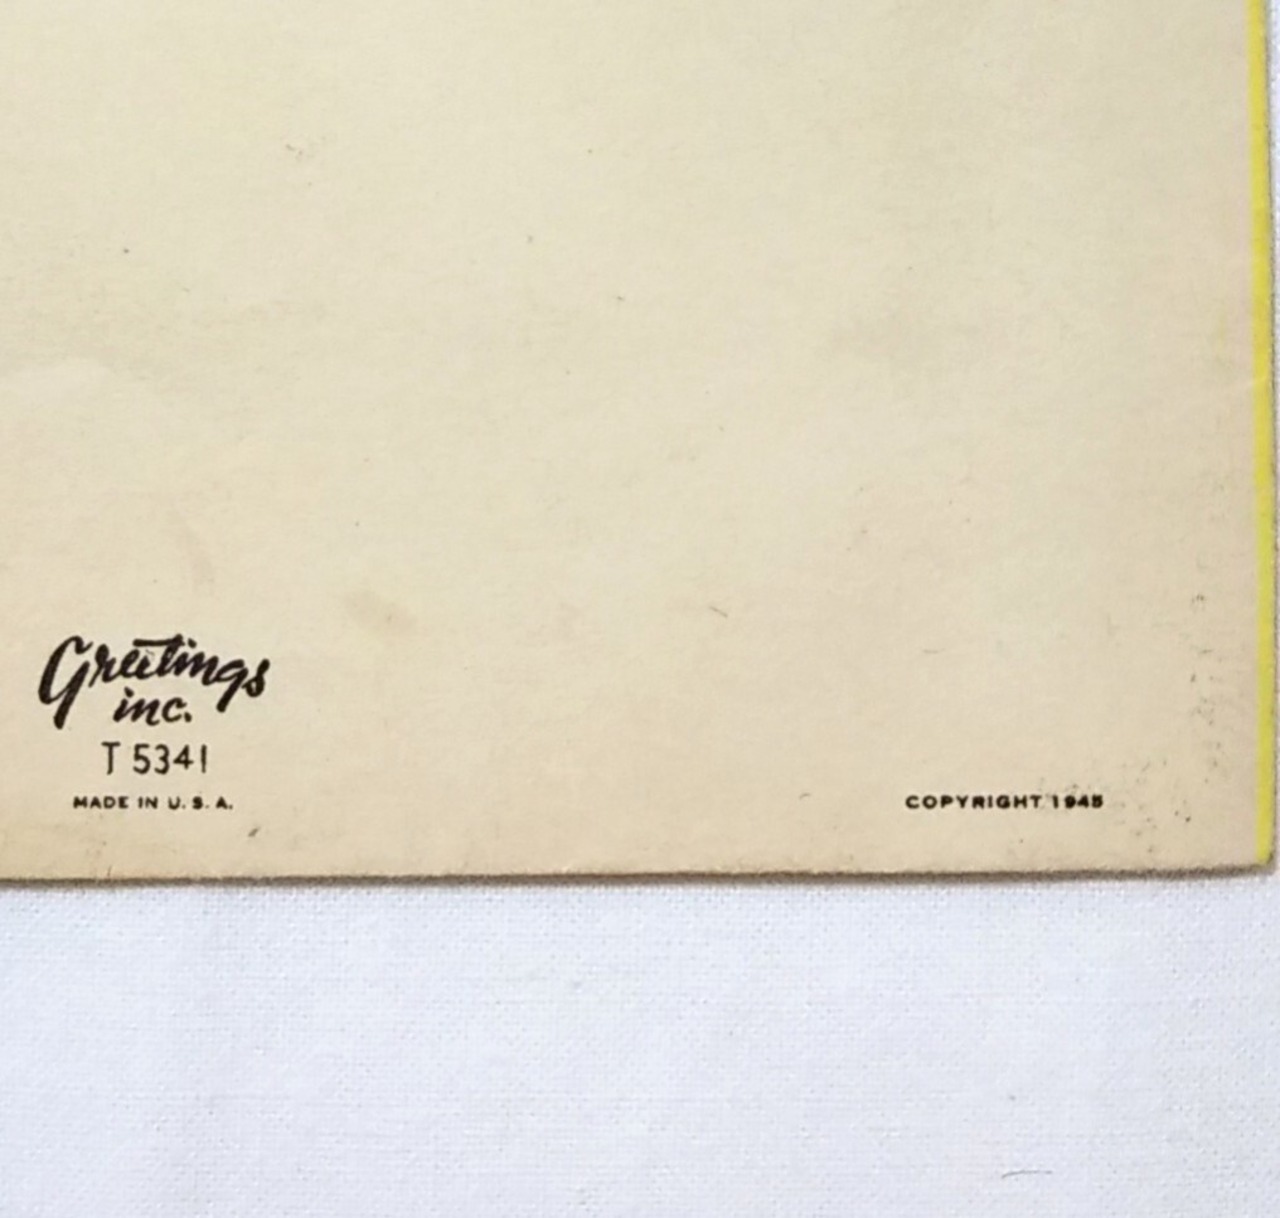 Greetings
inc.
T 5341
MADE IN U. S. A.
COPYRIGHT 1945